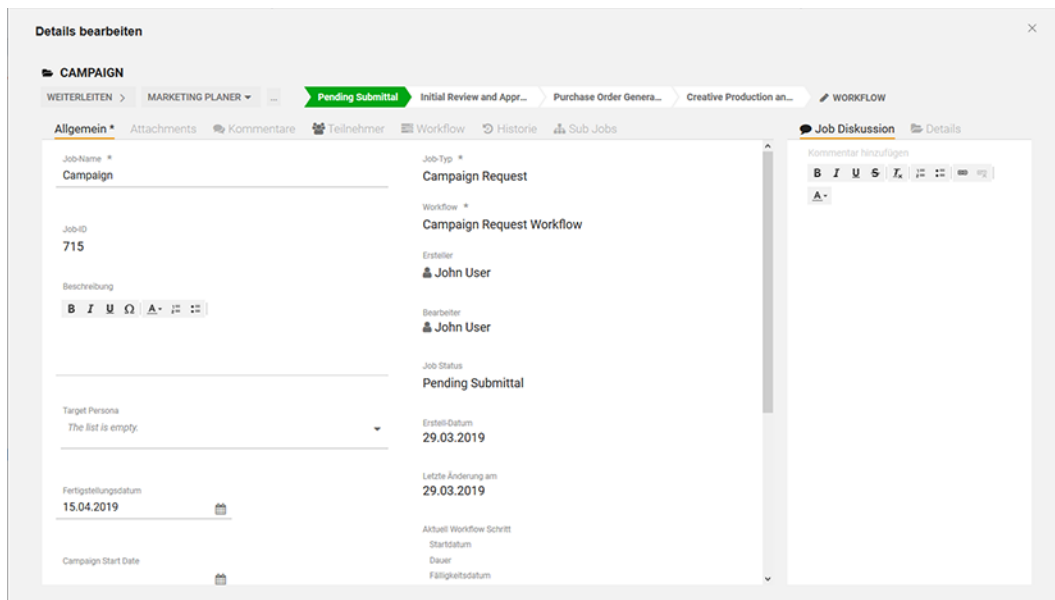 Details bearbeiten
CAMPAIGN
WEITERLEITEN > MARKETING PLANER ... Pending Submittal Initial Review and Appr... Purchase Order Genera... Creative Production an... WORKFLOW
Allgemein * Attachments Kommentare Teilnehmer Workflow Historie Sub Jobs
Job-Name *
Campaign
Job-ID
715
Beschreibung
B I U Ω A
Target Persona
The list is empty.
Fertigstellungsdatum
15.04.2019
Campaign Start Date
Job-Typ *
Campaign Request
Workflow *
Campaign Request Workflow
Ersteller
John User
Bearbeiter
John User
Job Status
Pending Submittal
Erstell-Datum
29.03.2019
Letzte Änderung am
29.03.2019
Aktuell Workflow Schritt
Startdatum
Dauer
Fälligkeitsdatum
Job Diskussion Details
Kommentar hinzufügen
B I U S Ix
A